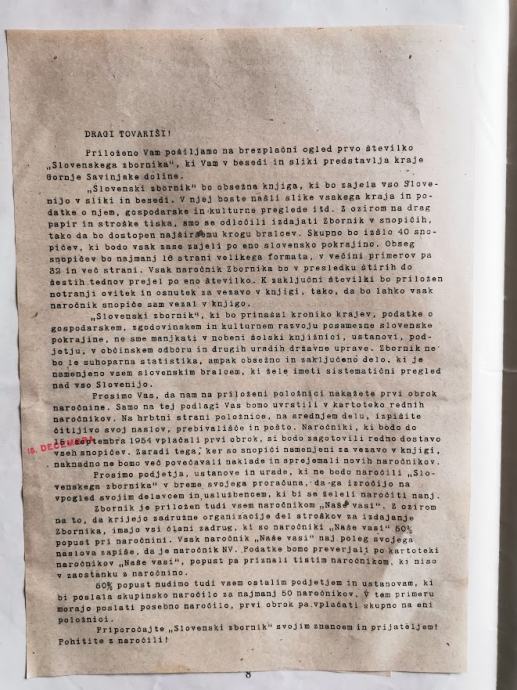 DRAGI TOVARIŠI!
Priloženo Vam pošiljamo na brezplačni ogled prvo številko
„Slovenskega zbornika", ki Vam v besedi in sliki predstavlja kraje
Gornje Savinjske doline.
„Slovenski zbornik" bo obsežna knjiga, ki bo zajela vso Slove-
nijo v sliki in besedi. V njej boste našli slike vsakega kraja in po-
datke o njem, gospodarske in kulturne preglede itd. Z ozirom na drag
papir in stroške tiska, smo se odločili izdajati Zbornik v snopičih,
tako da bo dostopen najširšemu krogu bralcev. Skupno bo izšlo 40 sno-
pičev, ki bodo vsak zase zajeli po eno slovensko pokrajino. Obseg
snopičev bo najmanj 16 strani velikega formata, v večini primerov pa
32 in več strani. Vsak naročnik Zbornika bo v presledku štirih do
šestih tednov prejel po eno številko. K zaključni številki bo priložen
notranji ovitek in osnutek za vezavo v knjigi, tako, da bo lahko vsak
naročnik snopiče sam vezal v knjigo.
„Slovenski zbornik", ki bo prinašal kroniko krajev, podatke o
gospodarskem, zgodovinskem in kulturnem razvoju posamezne slovenske
pokrajine, ne sme manjkati v nobeni šolski knjižnici, ustanovi, pod-
jetju, v občinskem odboru in drugih uradih državne uprave. Zbornik ne
bo le suhoparna statistika, ampak obsežno in zaključeno delo, ki je
namenjeno vsem slovenskim bralcem, ki žele imeti sistematični pregled
nad vso Slovenijo.
Prosimo Vas, da nam na priloženi položnici nakažete prvi obrok
naročnine. Samo na tej podlagi Vas bomo uvrstili v kartoteko rednih
naročnikov. Na hrbtni strani položnice, na srednjem delu, izpišite
čitljivo svoj naslov, prebivališče in pošto. Naročniki, ki bodo do
15. DECEMBRA
septembra 1954 vplačali prvi obrok, si bodo zagotovili redno dostavo
vseh snopičev. Zaradi tega, ker so snopiči namenjeni za vezavo v knjigi,
naknadno ne bomo več povečavali naklade in sprejemali novih naročnikov.
Prosimo podjetja, ustanove in urade, ki ne bodo naročili „Slo-
venskega zbornika" v breme svojega proračuna, da ga izročijo na
vpogled svojim delavcem in uslužbencem, ki bi se želeli naročiti nanj.
Zbornik je priložen tudi vsem naročnikom „Naše vasi". Z ozirom
na to, da krijejo zadružne organizacije del stroškov za izdajanje
Zbornika, imajo vsi člani zadrug, ki so naročniki „Naše vasi" 50%
popust pri naročnini. Vsak naročnik „Naše vasi" naj poleg svojega
naslova zapiše, da je naročnik NV. Podatke bomo preverjali po kartoteki
naročnikov „Naše vasi", popust pa priznali tistim naročnikom, ki niso
v zaostanku z naročnino.
50% popust nudimo tudi vsem ostalim podjetjem in ustanovam, ki
bi poslala skupinsko naročilo za najmanj 50 naročnikov. V tem primeru
morajo poslati posebno naročilo, prvi obrok pa vplačati skupno na eni
položnici.
Priporočajte „Slovenski zbornik" svojim znancem in prijateljem!
Pohitite z naročili!
8